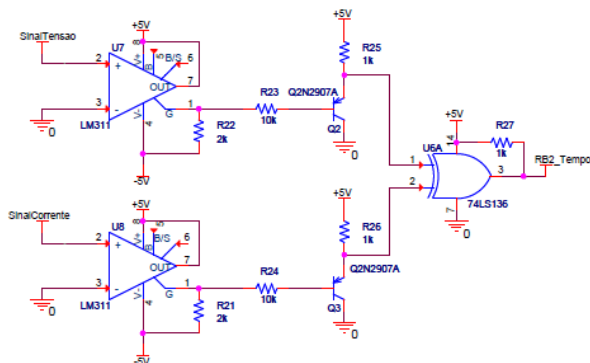 +5V
SinalTensao
U7
8
V+
5
B
B/S
6
2
+
OUT
7
3
-
V-
G
1
4
LM311
0
R22
2k
-5V
R23
10k
+5V
R25
1k
Q2N2907A
Q2
0
+5V
14
R27
1k
U6A
1
2
3
RB2_Tempo
7
74LS136
0
+5V
SinalCorrente
U8
8
V+
5
B
B/S
6
2
+
OUT
7
3
-
V-
G
1
4
LM311
0
R21
2k
-5V
R24
10k
+5V
R26
1k
Q2N2907A
Q3
0